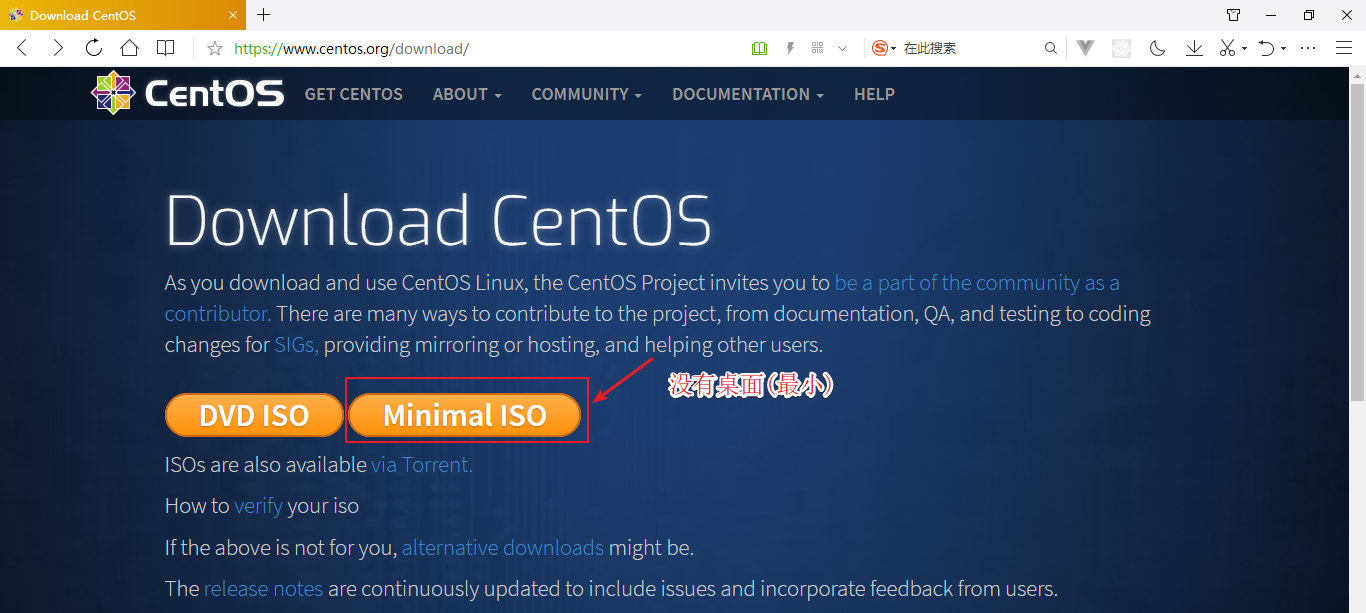 Download CentOS
https://www.centos.org/download/
在此搜索
CentOS
GET CENTOS
ABOUT
COMMUNITY
DOCUMENTATION
HELP
Download CentOS
As you download and use CentOS Linux, the CentOS Project invites you to be a part of the community as a
contributor. There are many ways to contribute to the project, from documentation, QA, and testing to coding
changes for SIGs, providing mirroring or hosting, and helping other users.
没有桌面(最小)
DVD ISO
Minimal ISO
ISOs are also available via Torrent.
How to verify your iso
If the above is not for you, alternative downloads might be.
The release notes are continuously updated to include issues and incorporate feedback from users.